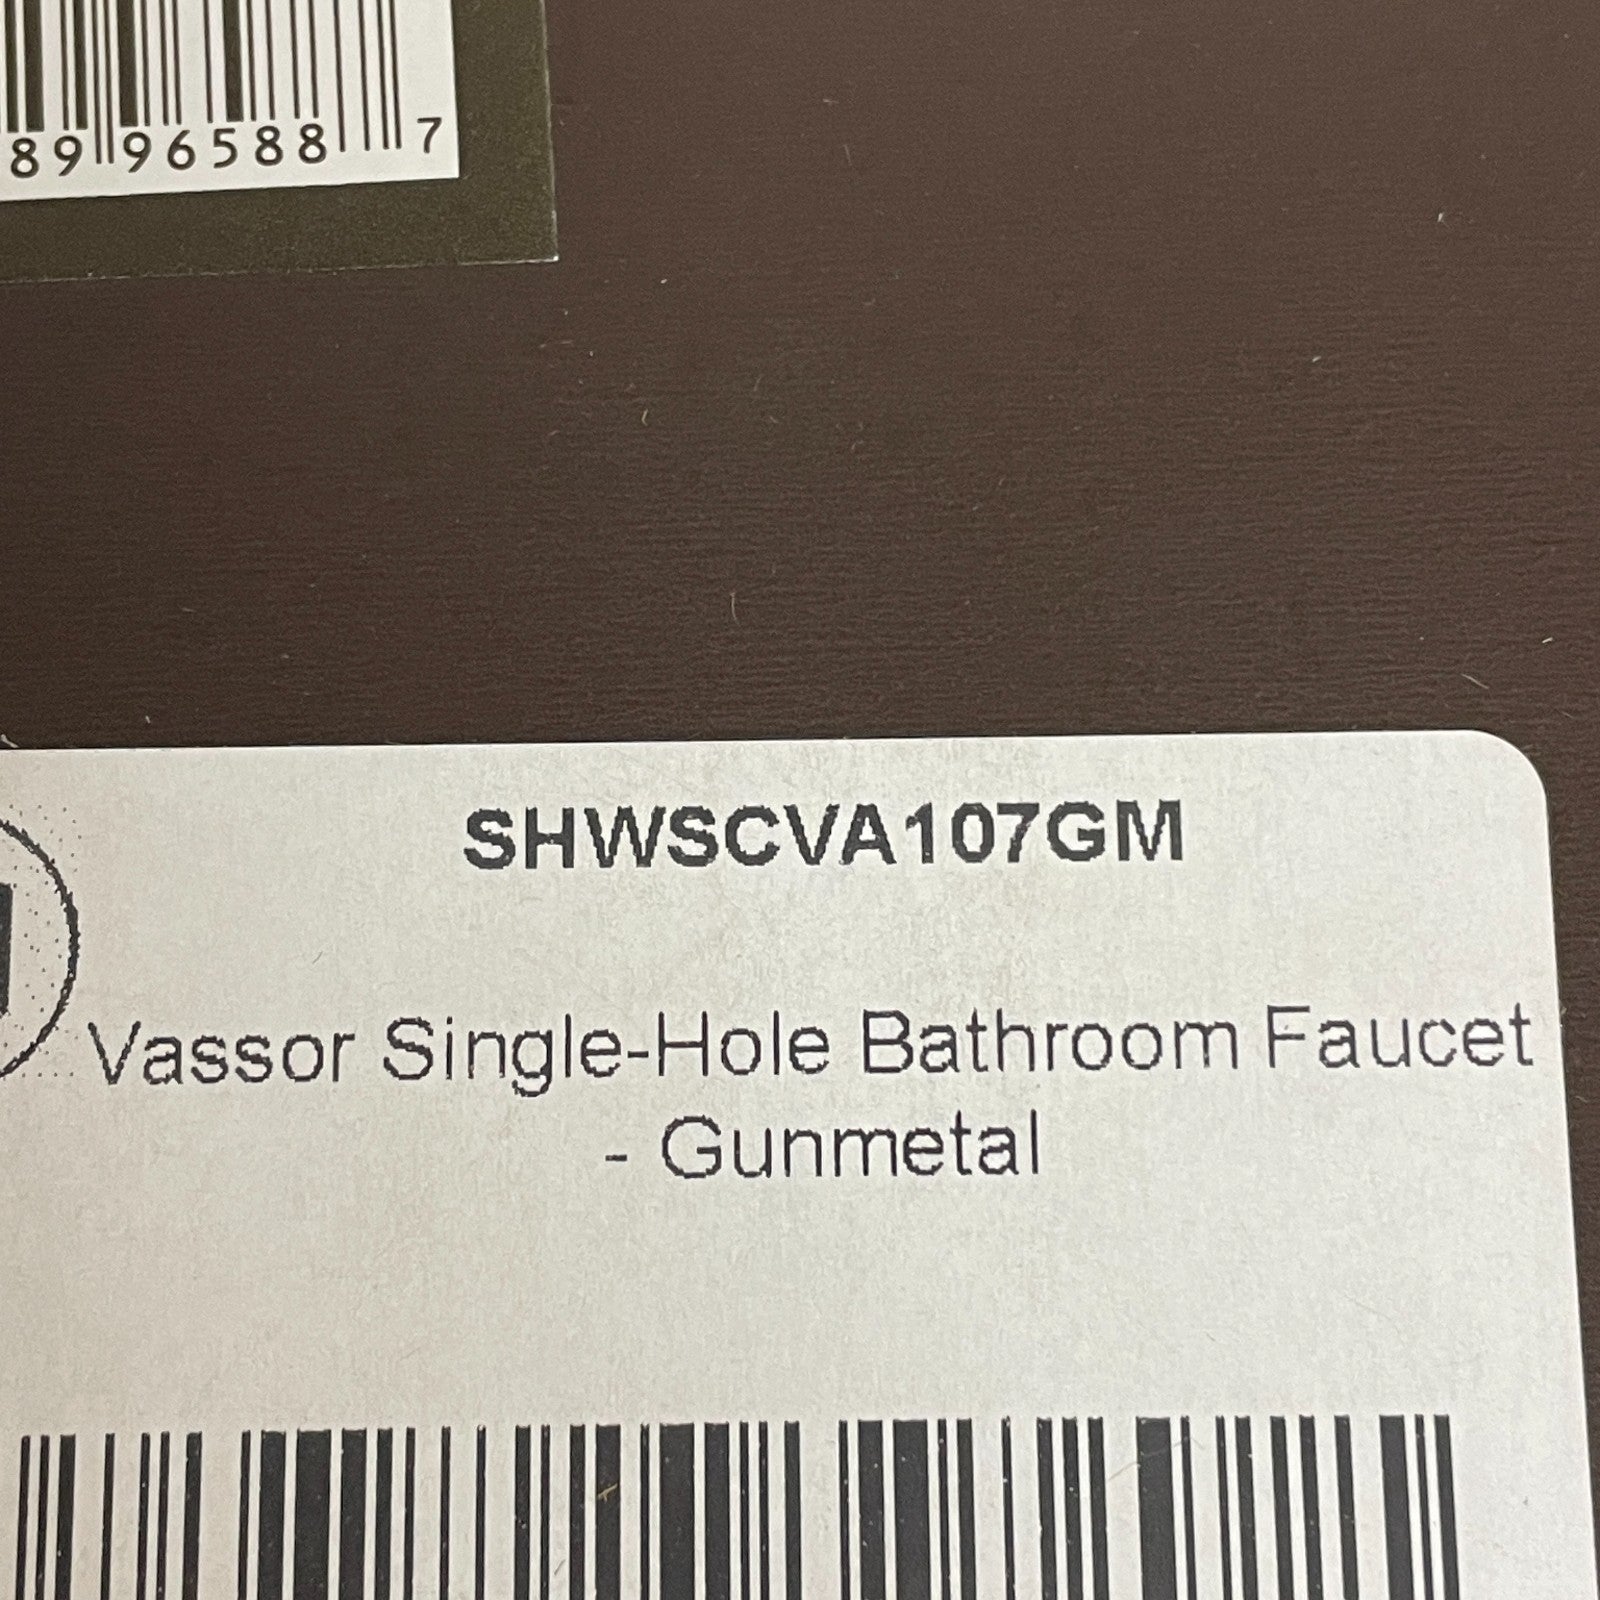 89 96588 7
SHWSCVA107GM
Vassor Single-Hole Bathroom Faucet
- Gunmetal